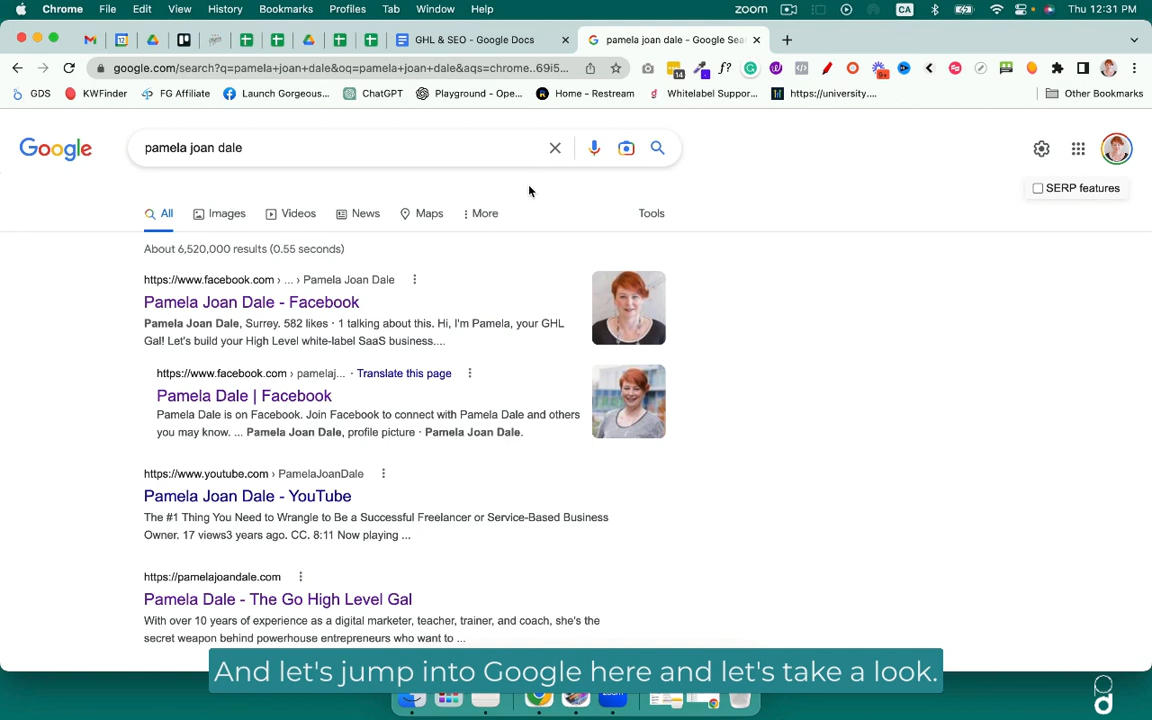 Chrome File Edit View History Bookmarks Profiles Tab Window Help zoom CA Thu 12:31 PM
GHL & SEO - Google Docs × pamela joan dale - Google Sea × +
google.com/search?q=pamela+joan+dale&oq=pamela+joan+dale&aqs=chrome..69i5... 14 f? 9+
GDS KWFinder FG Affiliate Launch Gorgeous... ChatGPT Playground - Ope... Home - Restream Whitelabel Suppor... https://university.... Other Bookmarks
Google pamela joan dale
SERP features
All Images Videos News Maps More Tools
About 6,520,000 results (0.55 seconds)
https://www.facebook.com › ... › Pamela Joan Dale
Pamela Joan Dale - Facebook
Pamela Joan Dale, Surrey. 582 likes · 1 talking about this. Hi, I'm Pamela, your GHL
Gal! Let's build your High Level white-label SaaS business....
https://www.facebook.com › pamelaj... · Translate this page
Pamela Dale | Facebook
Pamela Dale is on Facebook. Join Facebook to connect with Pamela Dale and others
you may know. ... Pamela Joan Dale, profile picture · Pamela Joan Dale.
https://www.youtube.com › PamelaJoanDale
Pamela Joan Dale - YouTube
The #1 Thing You Need to Wrangle to Be a Successful Freelancer or Service-Based Business
Owner. 17 views3 years ago. CC. 8:11 Now playing ...
https://pamelajoandale.com
Pamela Dale - The Go High Level Gal
With over 10 years of experience as a digital marketer, teacher, trainer, and coach, she's the
secret weapon behind powerhouse entrepreneurs who want to ...
And let's jump into Google here and let's take a look.